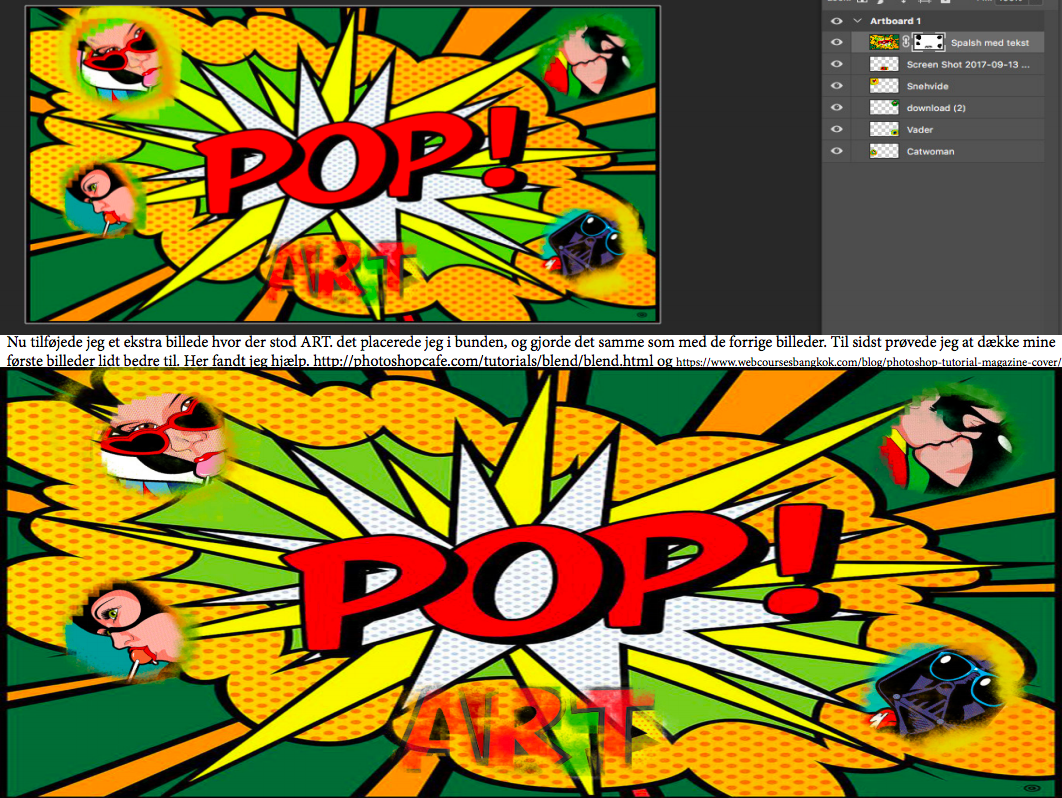 Artboard 1
Spalsh med tekst
Screen Shot 2017-09-13 ...
Snehvide
download (2)
Vader
Catwoman
POP!
ART
Nu tilføjede jeg et ekstra billede hvor der stod ART. det placerede jeg i bunden, og gjorde det samme som med de forrige billeder. Til sidst prøvede jeg at dække mine
første billeder lidt bedre til. Her fandt jeg hjælp. http://photoshopcafe.com/tutorials/blend/blend.html og https://www.webcoursesbangkok.com/blog/photoshop-tutorial-magazine-cover/
POP!
ART